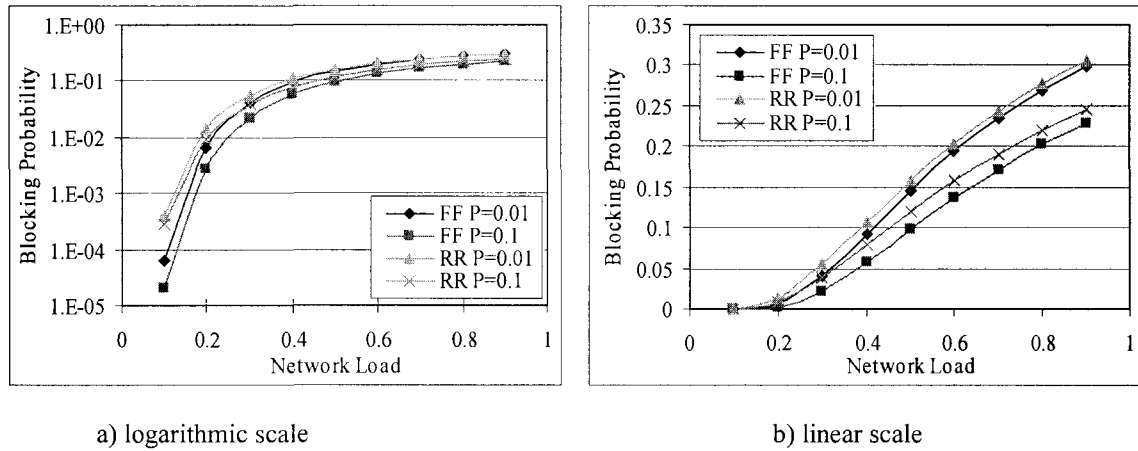 Blocking Probability
1.E+00
1.E-01
1.E-02
1.E-03
1.E-04
1.E-05
FF P=0.01
FF P=0.1
RR P=0.01
RR P=0.1
0 0.2 0.4 0.6 0.8 1
Network Load
a) logarithmic scale
Blocking Probability
0.35
0.3
0.25
0.2
0.15
0.1
0.05
0
FF P=0.01
FF P=0.1
RR P=0.01
RR P=0.1
0 0.2 0.4 0.6 0.8 1
Network Load
b) linear scale